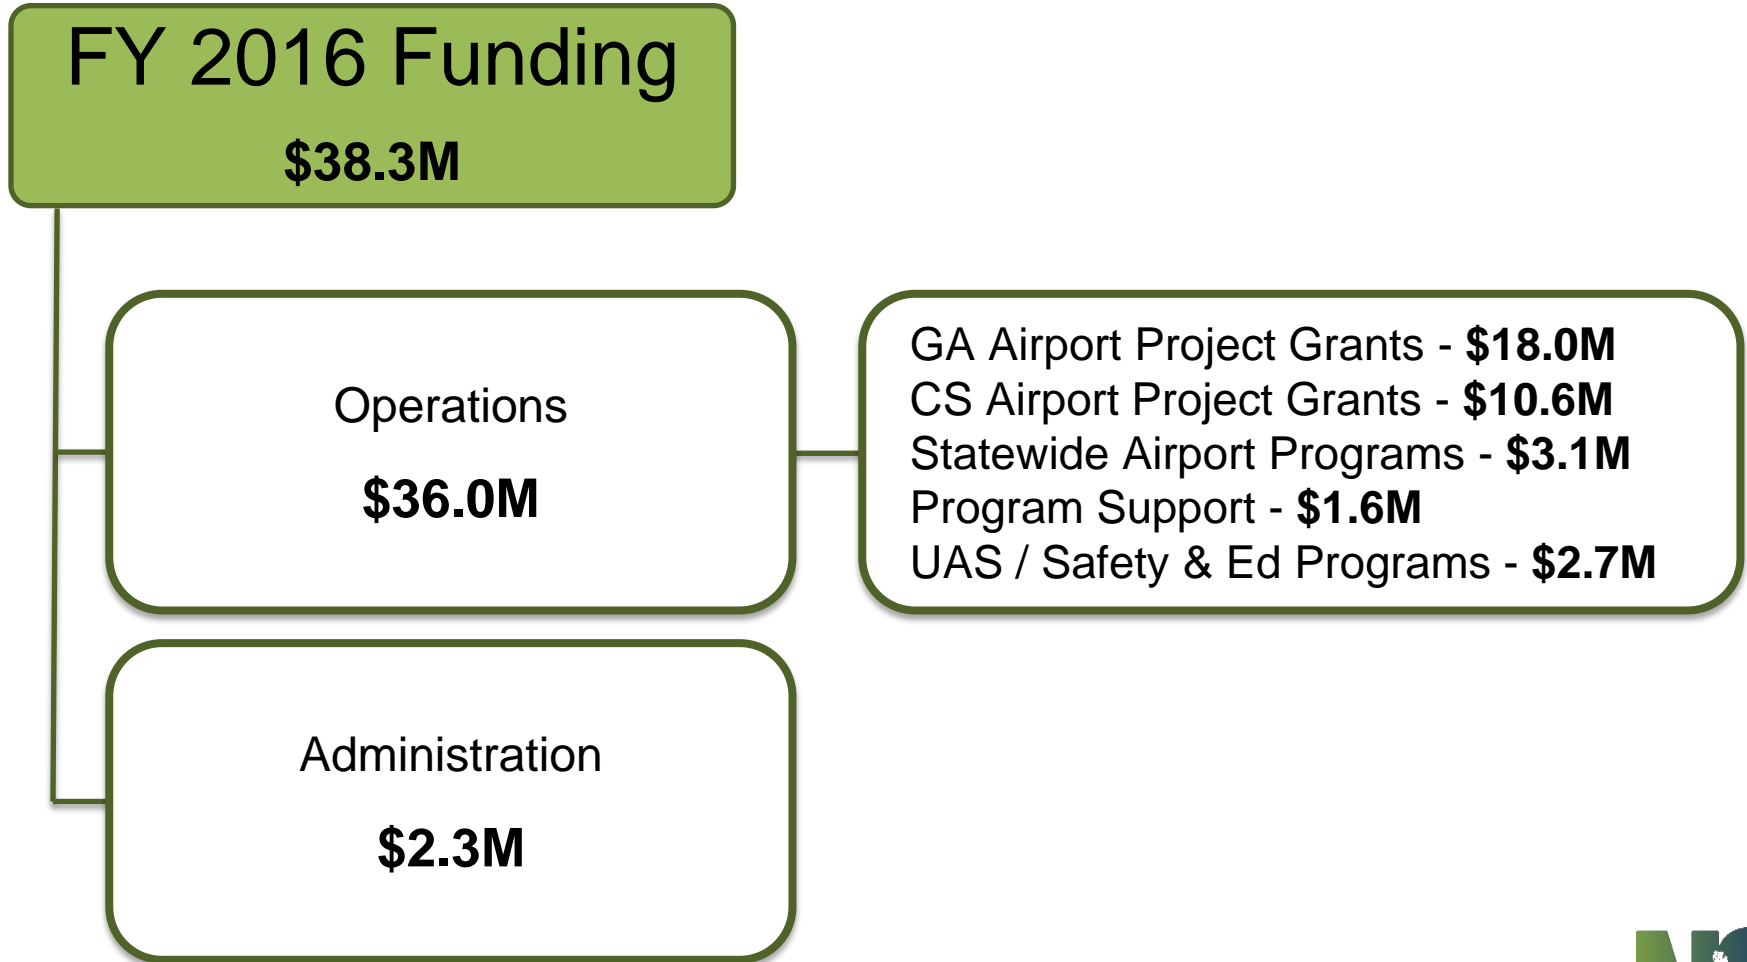 FY 2016 Funding
$38.3M
Operations
$36.0M
GA Airport Project Grants - $18.0M
CS Airport Project Grants - $10.6M
Statewide Airport Programs - $3.1M
Program Support - $1.6M
UAS / Safety & Ed Programs - $2.7M
Administration
$2.3M